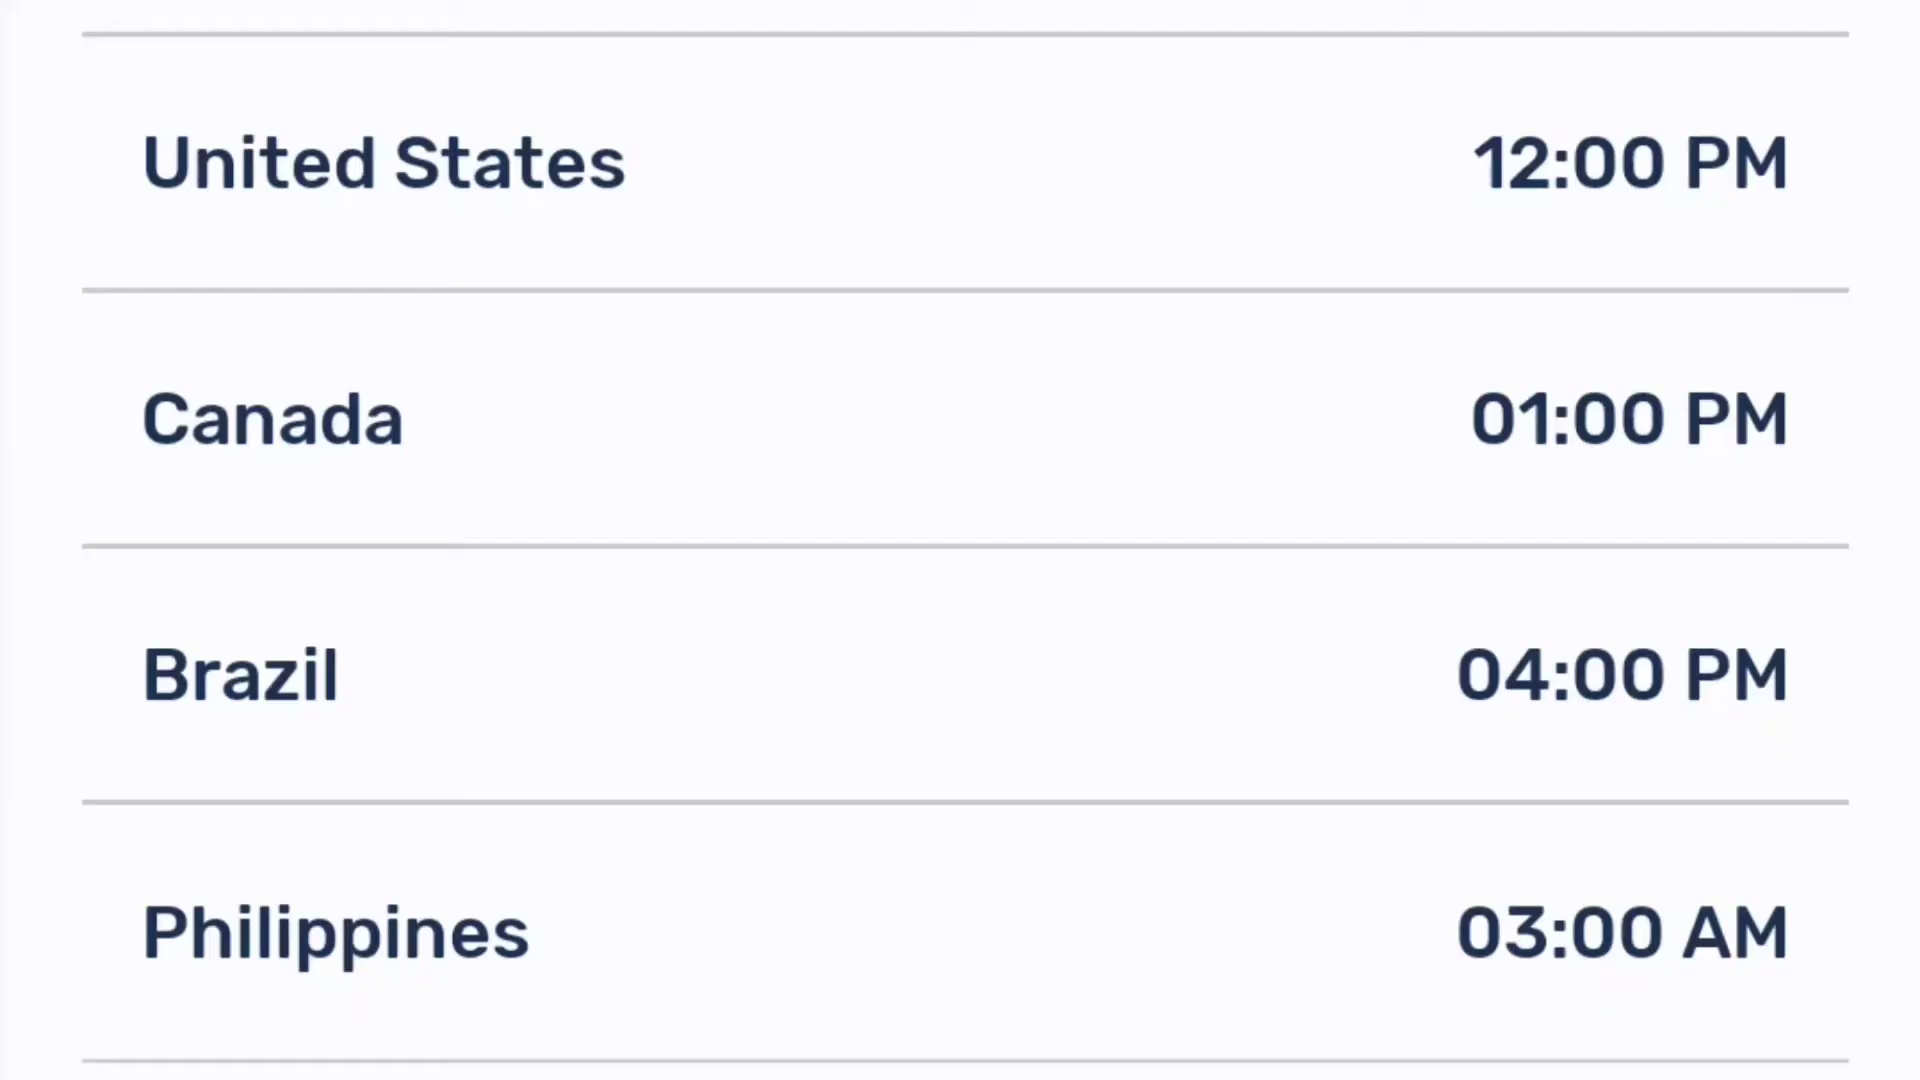 United States 12:00 PM
Canada 01:00 PM
Brazil 04:00 PM
Philippines 03:00 AM